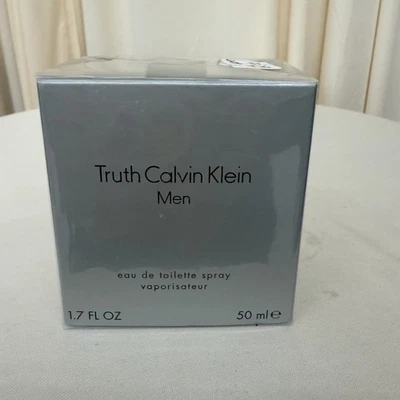 Truth Calvin Klein
Men
eau de toilette spray
vaporisateur
1.7 FL OZ 50 ml℮